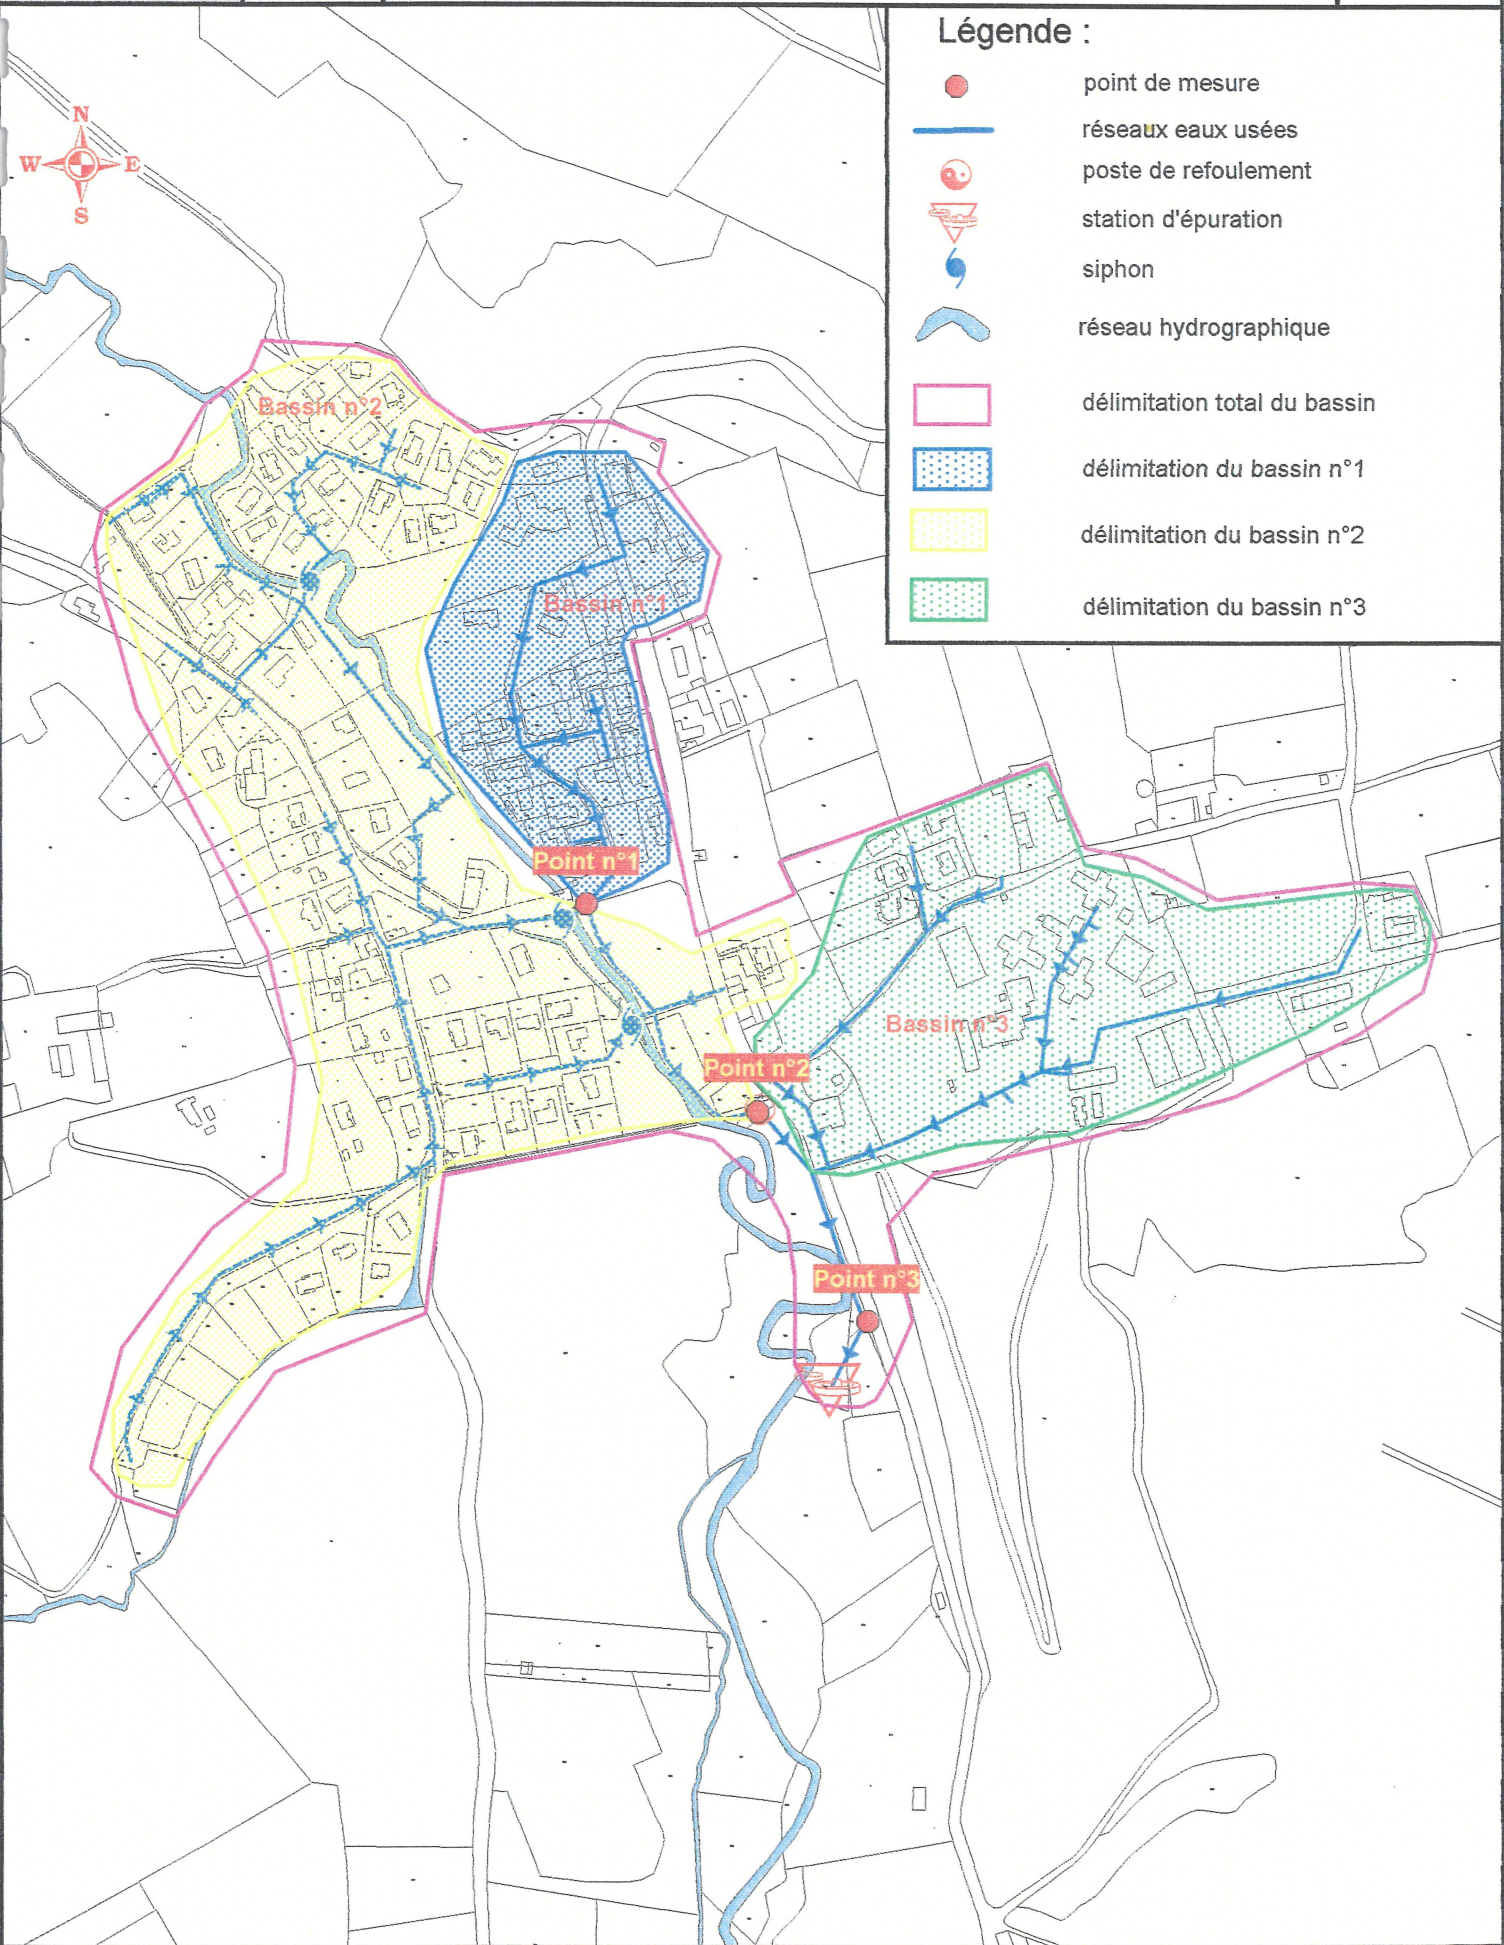 Légende :
point de mesure
réseaux eaux usées
poste de refoulement
station d'épuration
siphon
réseau hydrographique
délimitation total du bassin
délimitation du bassin n°1
délimitation du bassin n°2
délimitation du bassin n°3
N
W E
S
Bassin n°2
Bassin n°1
Point n°1
Bassin n°3
Point n°2
Point n°3